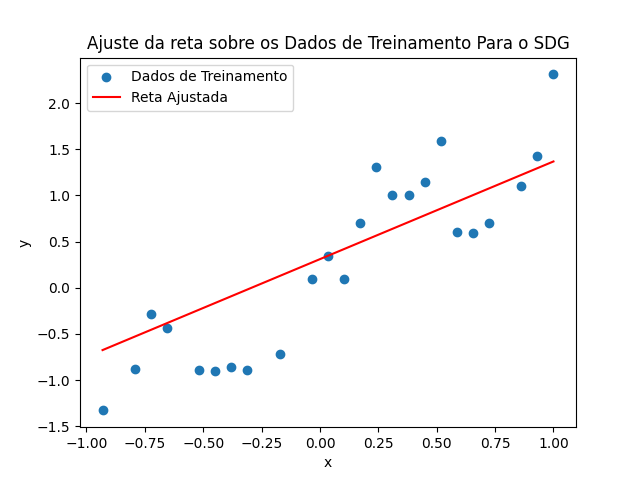 Ajuste da reta sobre os Dados de Treinamento Para o SDG
Dados de Treinamento
Reta Ajustada
y
2.0
1.5
1.0
0.5
0.0
−0.5
−1.0
−1.5
−1.00 −0.75 −0.50 −0.25 0.00 0.25 0.50 0.75 1.00
x